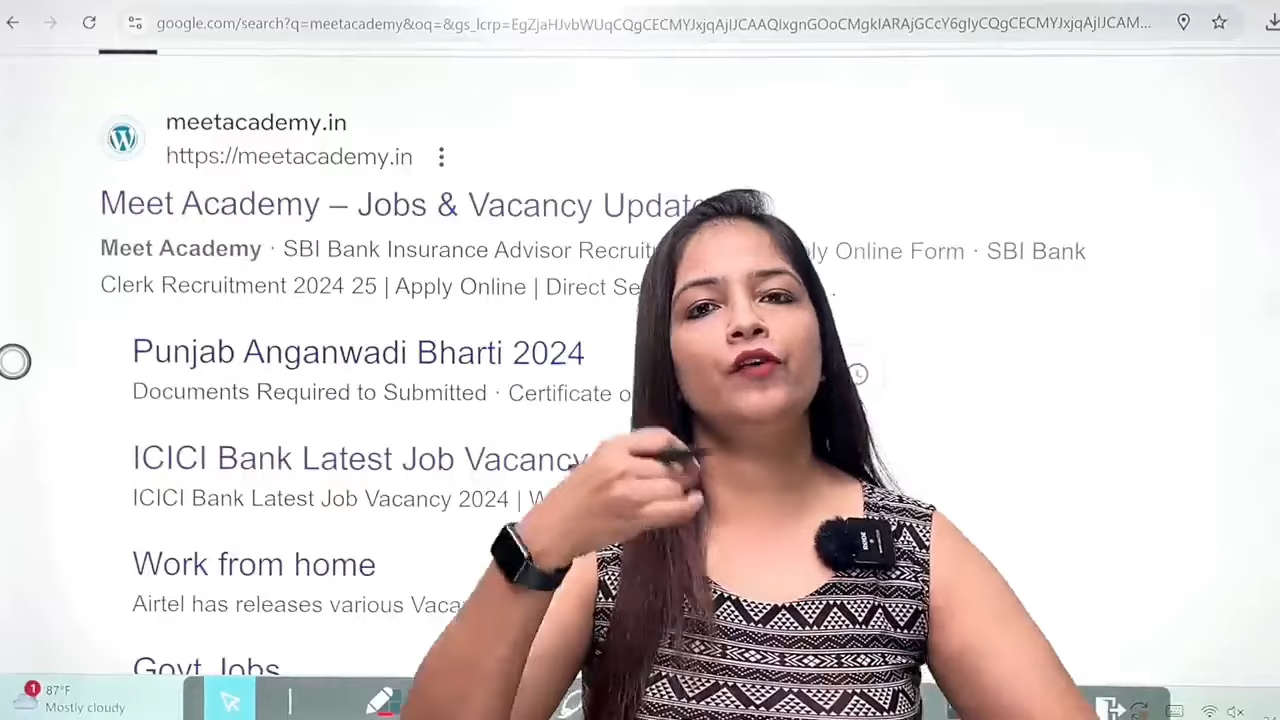 google.com/search?q=meetacademy&oq=&gs_lcrp=EgZjaHJvbWUqCQgCECMYJxjqAjIJCAAQIxgnGOoCMgkIARAjGCcY6gIyCQgCECMYJxjqAjIJCAM...
meetacademy.in
https://meetacademy.in
Meet Academy – Jobs & Vacancy Updat
Meet Academy · SBI Bank Insurance Advisor Recruit ly Online Form · SBI Bank
Clerk Recruitment 2024 25 | Apply Online | Direct Se
Punjab Anganwadi Bharti 2024
Documents Required to Submitted · Certificate o
ICICI Bank Latest Job Vacancy
ICICI Bank Latest Job Vacancy 2024 | W
Work from home
Airtel has releases various Vaca
Govt Jobs
1
87°F
Mostly cloudy
RODE